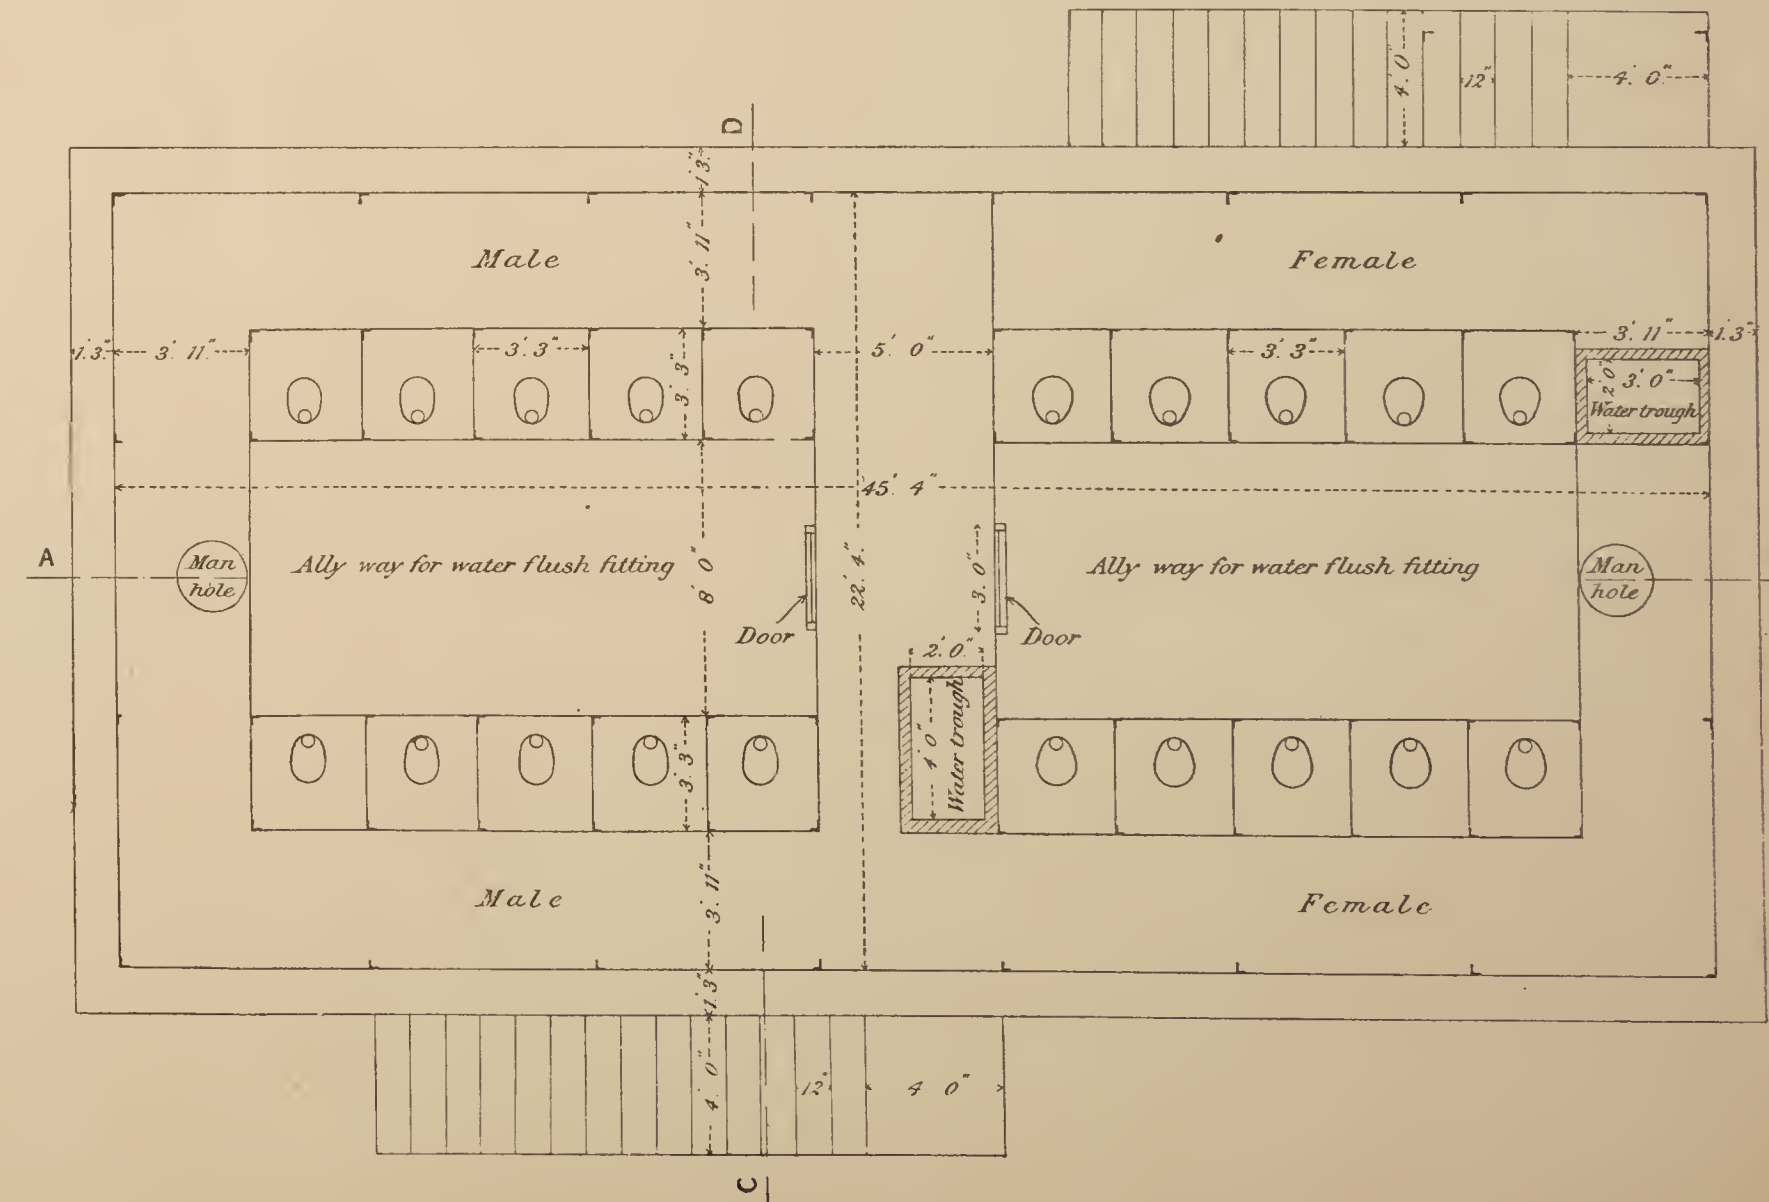 4'. 0"
12"
4'. 0"
D
1'3."
3'. 11"
Male
Female
1'.3."
3'. 11."
3'. 3"
3'. 3"
5'. 0"
3'. 3"
3'. 11"
1'.3"
2'. 0"
3'. 0"
Water trough
45'. 4"
A
Man
hole
Ally way for water flush fitting
8'. 0"
22'. 4."
3'. 0"
Ally way for water flush fitting
Man
hole
Door
Door
2'. 0."
4'. 0"
Water trough
3'. 3"
3'. 11"
Male
Female
1'.3"
4'. 0"
12"
4 0"
C